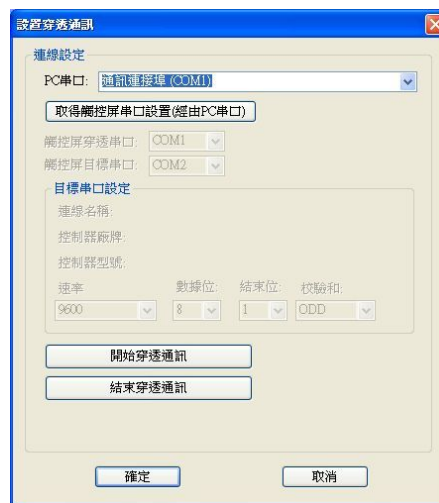 設置穿透通訊
連線設定
PC串口: 通訊連接埠 (COM1)
取得觸控屏串口設置(經由PC串口)
觸控屏穿透串口: COM1
觸控屏目標串口: COM2
目標串口設定
連線名稱:
控制器廠牌:
控制器型號:
速率 數據位: 結束位: 校驗和:
9600 8 1 ODD
開始穿透通訊
結束穿透通訊
確定 取消